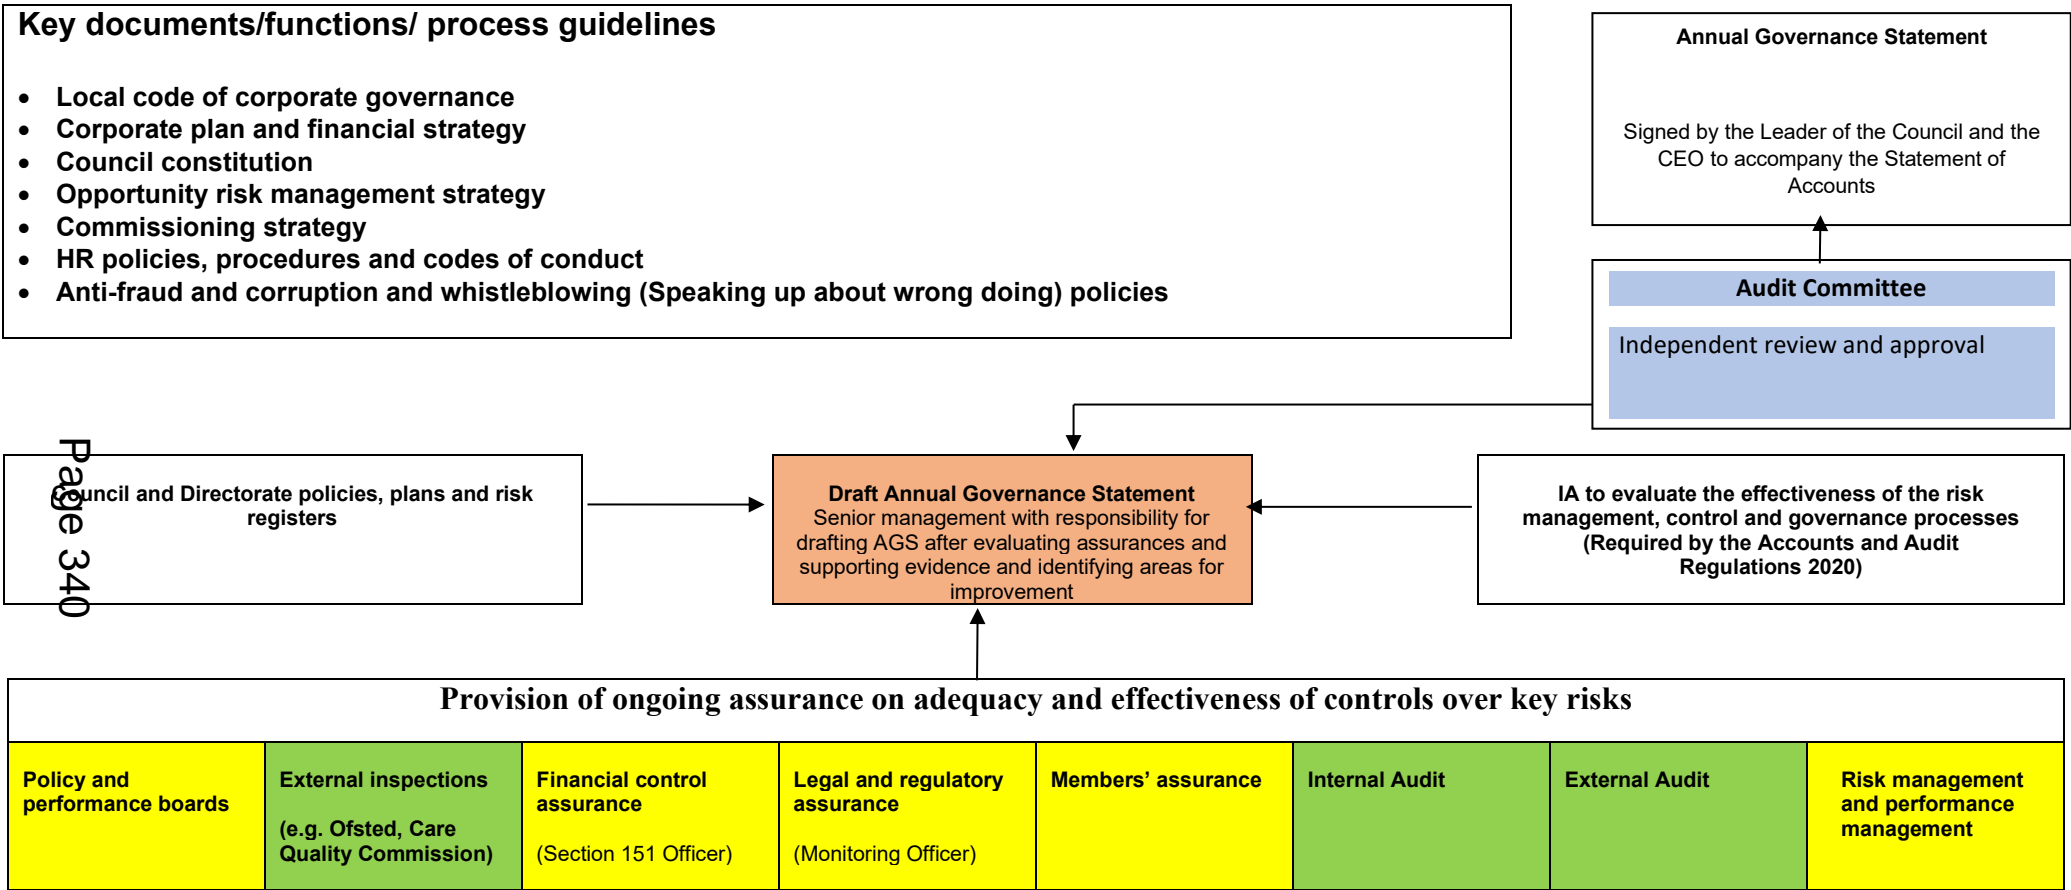 Key documents/functions/ process guidelines
• Local code of corporate governance
• Corporate plan and financial strategy
• Council constitution
• Opportunity risk management strategy
• Commissioning strategy
• HR policies, procedures and codes of conduct
• Anti-fraud and corruption and whistleblowing (Speaking up about wrong doing) policies
Annual Governance Statement
Signed by the Leader of the Council and the
CEO to accompany the Statement of
Accounts
Audit Committee
Independent review and approval
Page 340
Council and Directorate policies, plans and risk
registers
Draft Annual Governance Statement
Senior management with responsibility for
drafting AGS after evaluating assurances and
supporting evidence and identifying areas for
improvement
IA to evaluate the effectiveness of the risk
management, control and governance processes
(Required by the Accounts and Audit
Regulations 2020)
Provision of ongoing assurance on adequacy and effectiveness of controls over key risks
Policy and
performance boards
External inspections
(e.g. Ofsted, Care
Quality Commission)
Financial control
assurance
(Section 151 Officer)
Legal and regulatory
assurance
(Monitoring Officer)
Members’ assurance
Internal Audit
External Audit
Risk management
and performance
management